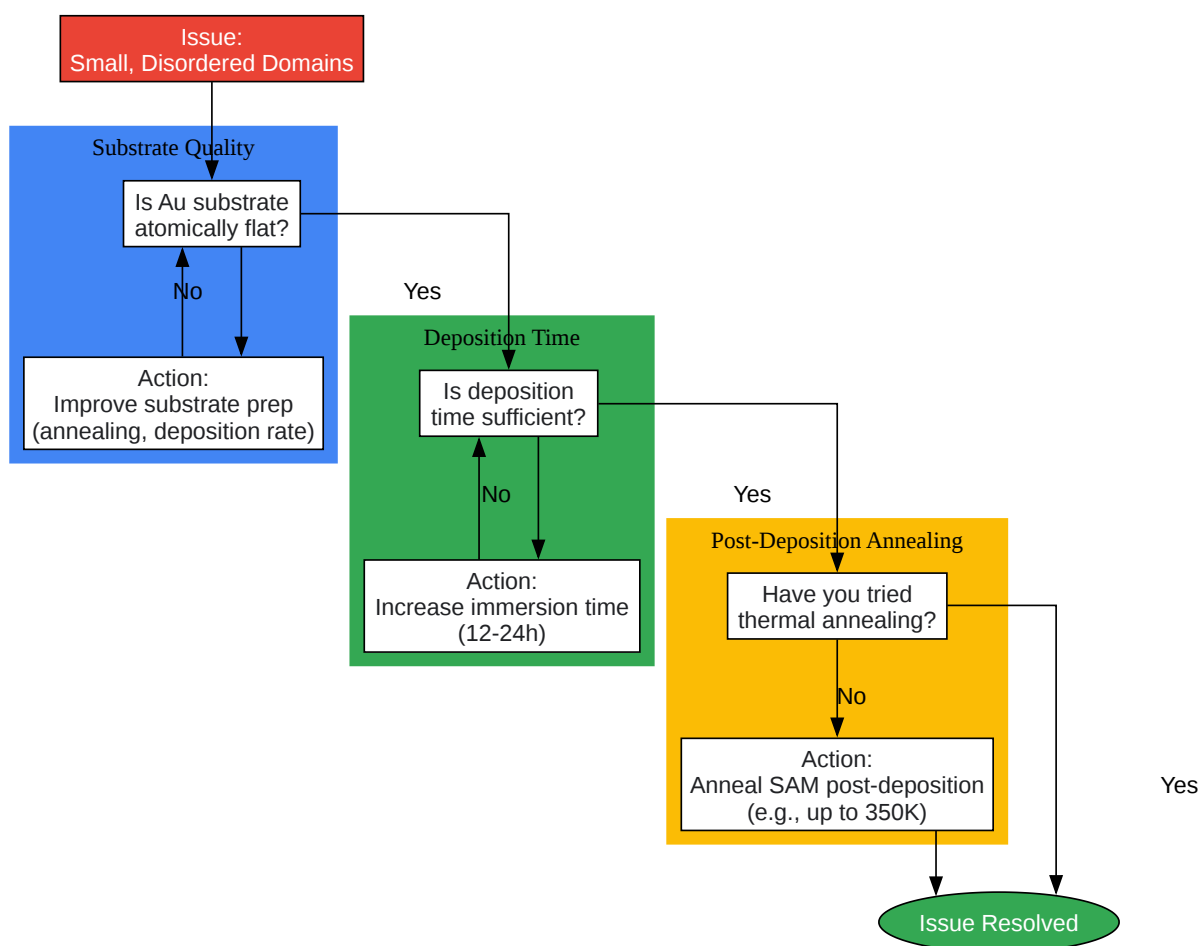 Issue:
Small, Disordered Domains
Substrate Quality
Is Au substrate
atomically flat?
No
Yes
Action:
Improve substrate prep
(annealing, deposition rate)
Deposition Time
Is deposition
time sufficient?
No
Yes
Action:
Increase immersion time
(12-24h)
Post-Deposition Annealing
Have you tried
thermal annealing?
No
Action:
Anneal SAM post-deposition
(e.g., up to 350K)
Yes
Issue Resolved